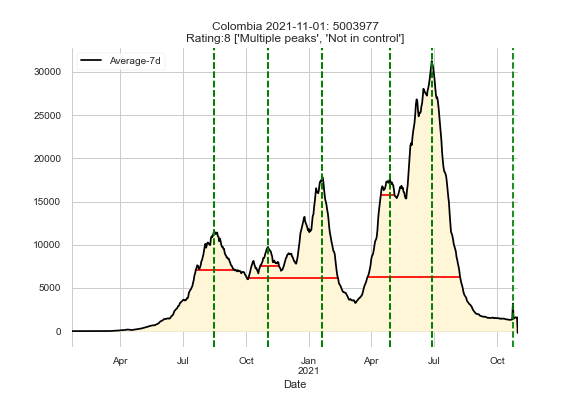 Colombia 2021-11-01: 5003977
Rating:8 ['Multiple peaks', 'Not in control']
Average-7d
30000
25000
20000
15000
10000
5000
0
Apr Jul Oct Jan Apr Jul Oct
2021
Date